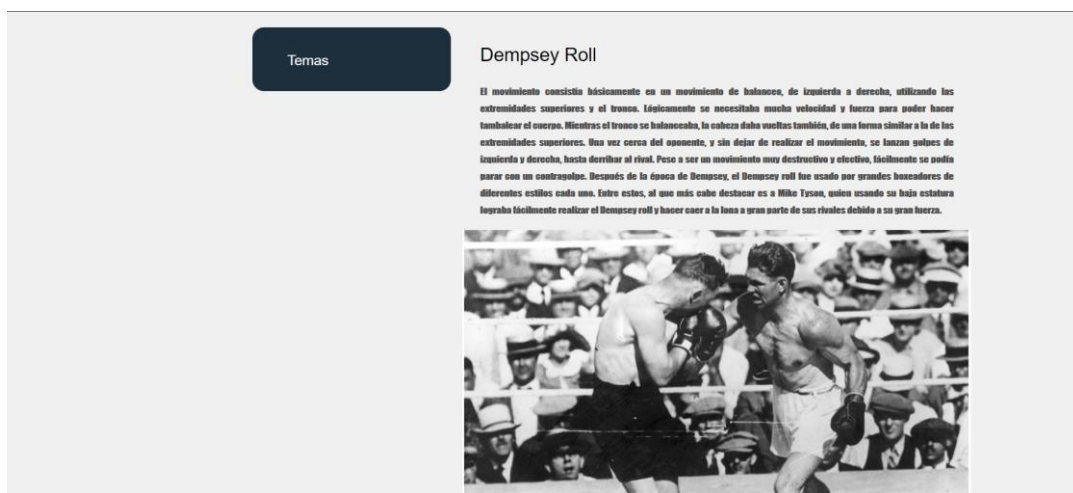 Temas
Dempsey Roll
El movimiento consistía básicamente en un movimiento de balanceo, de izquierda a derecha, utilizando las
extremidades superiores y el tronco. Lógicamente se necesitaba mucha velocidad y fuerza para poder hacer
tambalear el cuerpo. Mientras el tronco se balanceaba, la cabeza daba vueltas también, de una forma similar a la de las
extremidades superiores. Una vez cerca del oponente, y sin dejar de realizar el movimiento, se lanzan golpes de
izquierda y derecha, hasta derribar al rival. Pese a ser un movimiento muy destructivo y efectivo, fácilmente se podía
parar con un contragolpe. Después de la época de Dempsey, el Dempsey roll fue usado por grandes boxeadores de
diferentes estilos cada uno. Entre estos, al que más cabe destacar es a Mike Tyson, quien usando su baja estatura
lograba fácilmente realizar el Dempsey roll y hacer caer a la lona a gran parte de sus rivales debido a su gran fuerza.